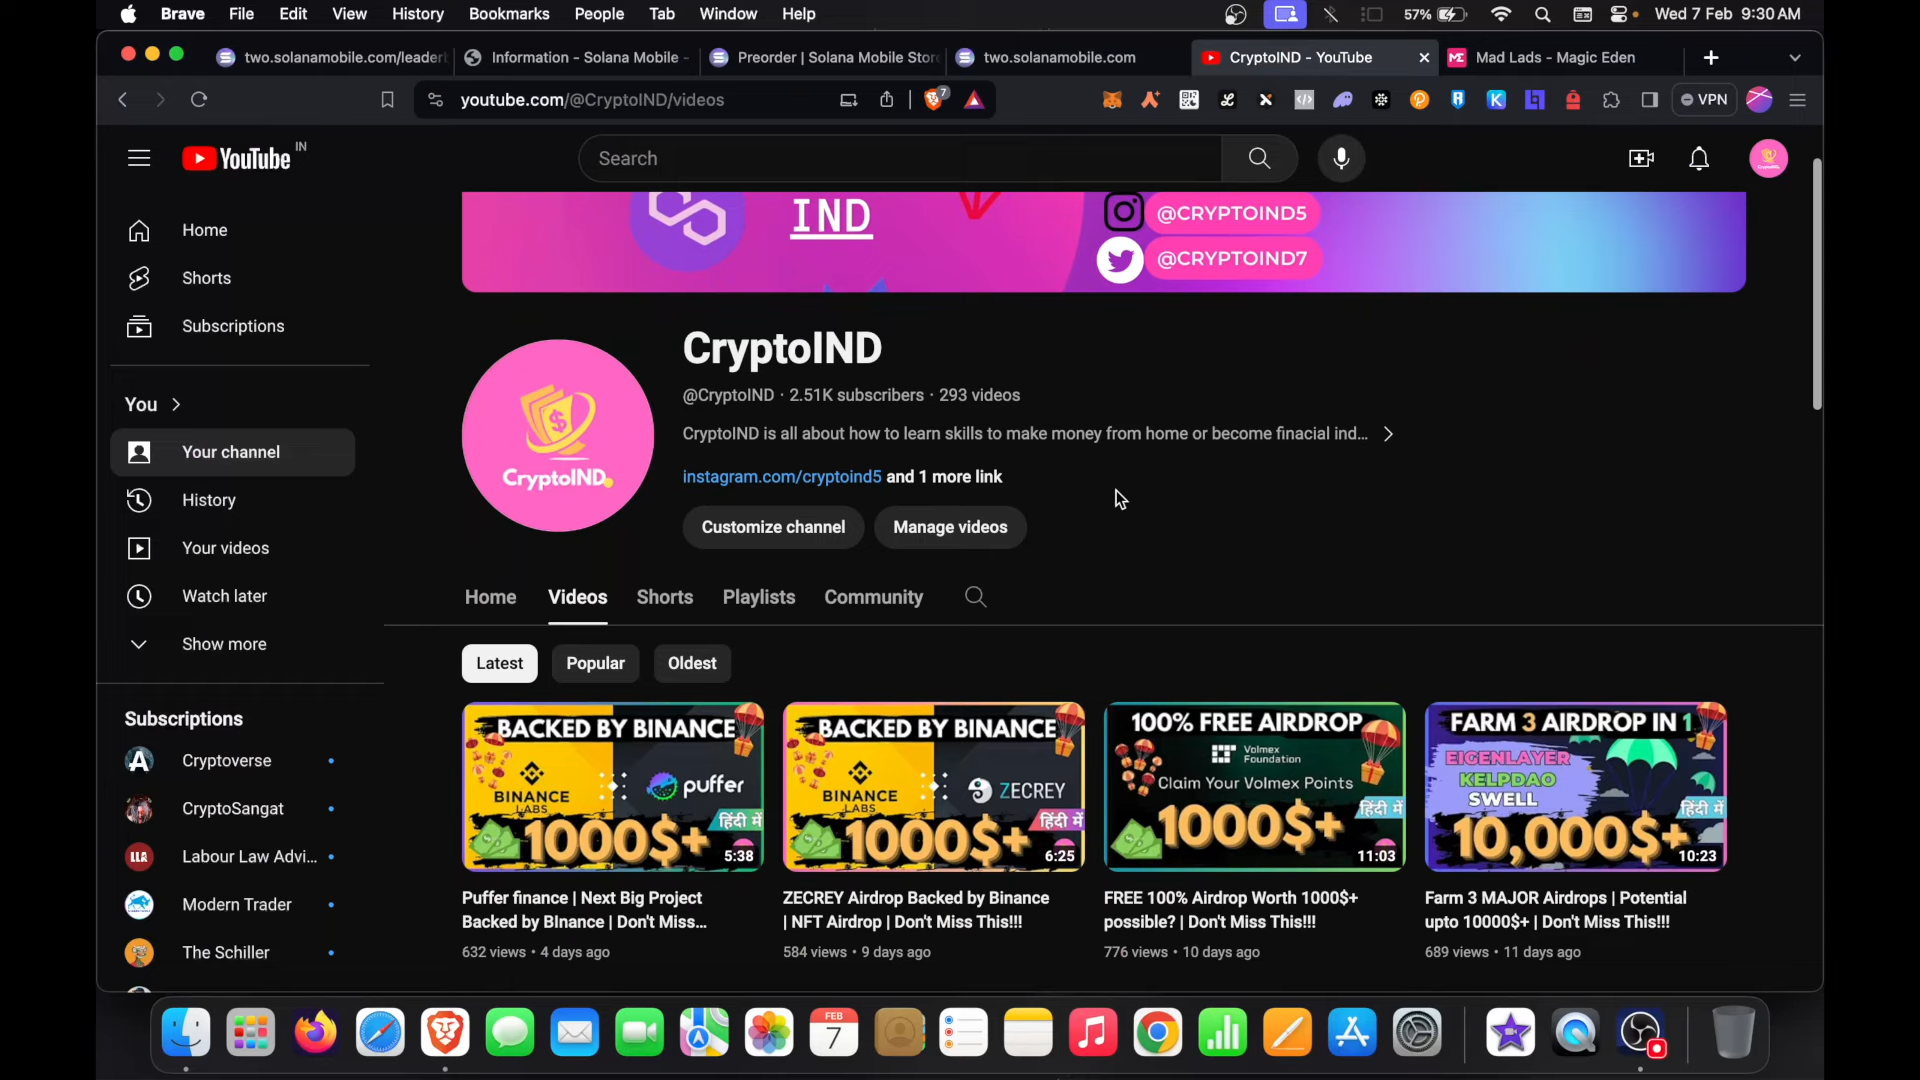 Brave File Edit View History Bookmarks People Tab Window Help 57% Wed 7 Feb 9:30 AM
two.solanamobile.com/leader Information - Solana Mobile - Preorder | Solana Mobile Stor two.solanamobile.com CryptoIND - YouTube Mad Lads - Magic Eden
youtube.com/@CryptoIND/videos 7 VPN
YouTube IN
Search
Home
Shorts
Subscriptions
You
Your channel
History
Your videos
Watch later
Show more
Subscriptions
Cryptoverse
CryptoSangat
LLA Labour Law Advi...
Modern Trader
The Schiller
IND
@CRYPTOIND5
@CRYPTOIND7
CryptoIND
CryptoIND
@CryptoIND · 2.51K subscribers · 293 videos
CryptoIND is all about how to learn skills to make money from home or become finacial ind...
instagram.com/cryptoind5 and 1 more link
Customize channel Manage videos
Home Videos Shorts Playlists Community
Latest Popular Oldest
BACKED BY BINANCE
BINANCE
LABS
puffer
हिंदी में
1000$+
5:38
Puffer finance | Next Big Project
Backed by BInance | Don't Miss...
632 views · 4 days ago
BACKED BY BINANCE
BINANCE
LABS
ZECREY
हिंदी में
1000$+
6:25
ZECREY Airdrop Backed by Binance
| NFT Airdrop | Don't Miss This!!!
584 views · 9 days ago
100% FREE AIRDROP
Volmex
Foundation
Claim Your Volmex Points
हिंदी में
1000$+
11:03
FREE 100% Airdrop Worth 1000$+
possible? | Don't Miss This!!!
776 views · 10 days ago
FARM 3 AIRDROP IN 1
EIGENLAYER
KELPDAO
SWELL
हिंदी में
10,000$+
10:23
Farm 3 MAJOR Airdrops | Potential
upto 10000$+ | Don't Miss This!!!
689 views · 11 days ago
FEB
7